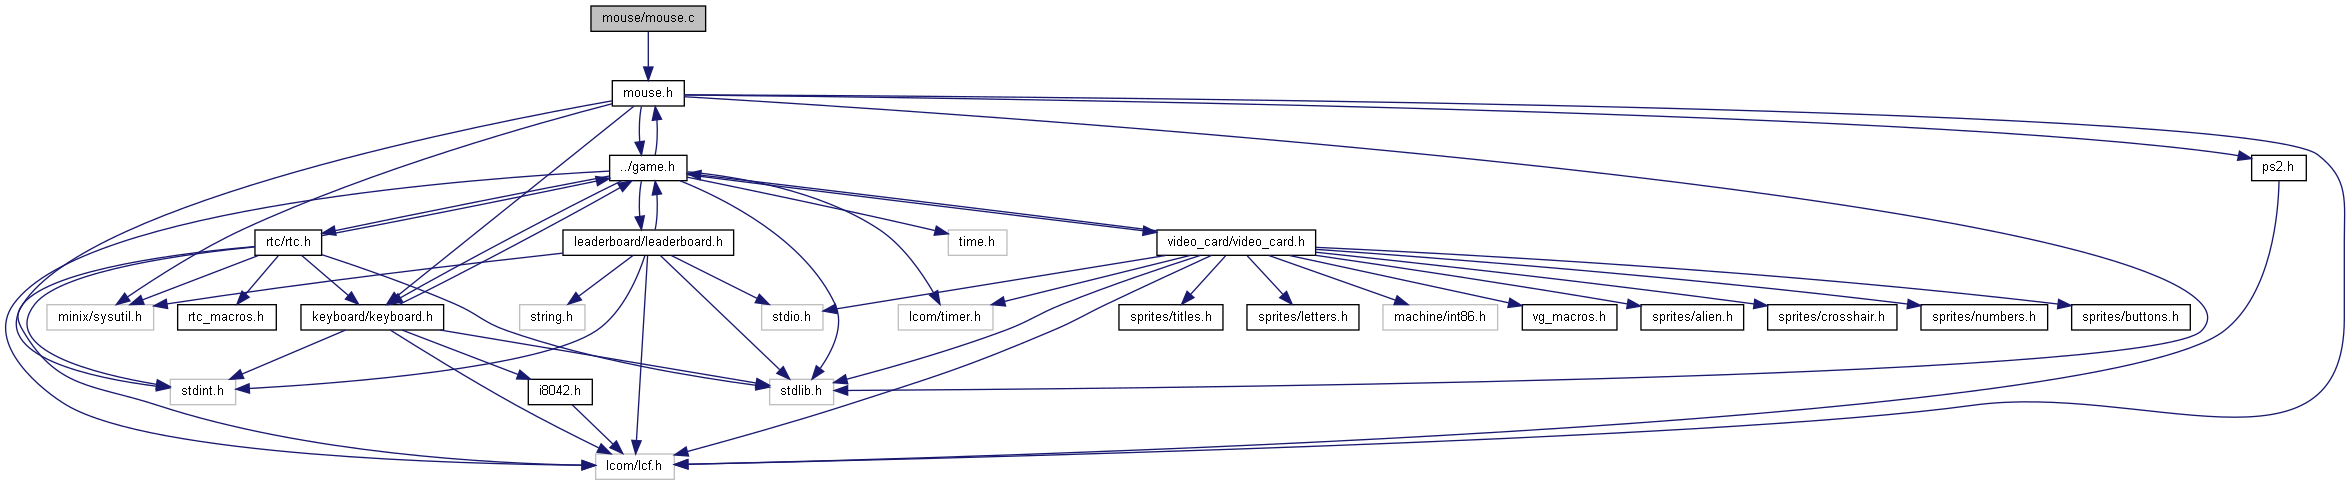 mouse/mouse.c
mouse.h
../game.h
ps2.h
rtc/rtc.h
leaderboard/leaderboard.h
time.h
video_card/video_card.h
minix/sysutil.h
rtc_macros.h
keyboard/keyboard.h
string.h
stdio.h
lcom/timer.h
sprites/titles.h
sprites/letters.h
machine/int86.h
vg_macros.h
sprites/alien.h
sprites/crosshair.h
sprites/numbers.h
sprites/buttons.h
stdint.h
i8042.h
stdlib.h
lcom/lcf.h